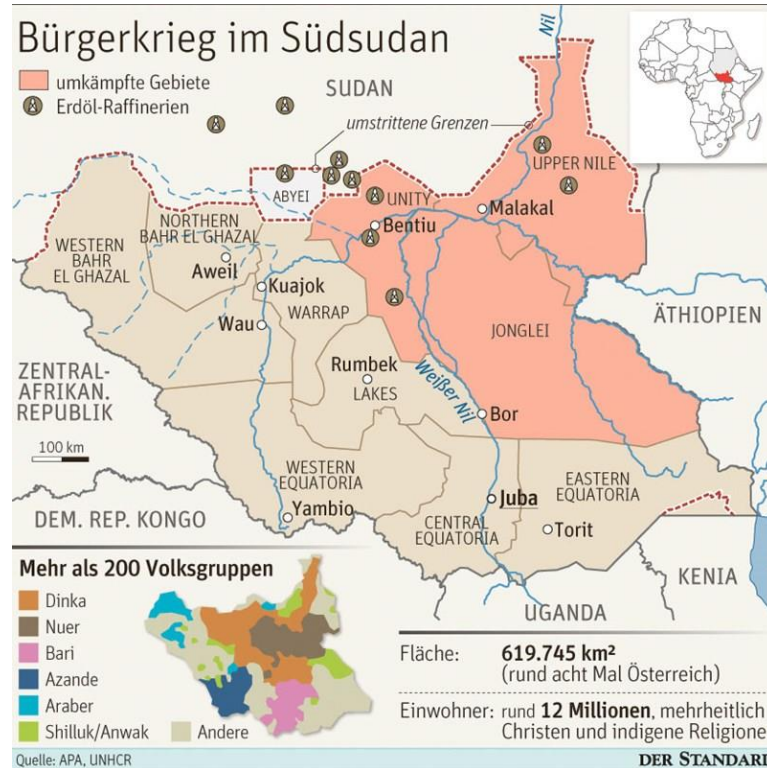 Bürgerkrieg im Südsudan
umkämpfte Gebiete
Erdöl-Raffinerien
SUDAN
Nil
umstrittene Grenzen
UPPER NILE
ABYEI
UNITY
Malakal
Bentiu
NORTHERN
BAHR EL GHAZAL
WESTERN
BAHR
EL GHAZAL
Aweil
Kuajok
WARRAP
Wau
JONGLEI
ÄTHIOPIEN
ZENTRAL-
AFRIKAN.
REPUBLIK
Rumbek
LAKES
Weißer Nil
Bor
100 km
WESTERN
EQUATORIA
Yambio
EASTERN
EQUATORIA
Juba
CENTRAL
EQUATORIA
Torit
DEM. REP. KONGO
KENIA
UGANDA
Mehr als 200 Volksgruppen
Dinka
Nuer
Bari
Azande
Araber
Shilluk/Anwak
Andere
Fläche: 619.745 km²
(rund acht Mal Österreich)
Einwohner: rund 12 Millionen, mehrheitlich
Christen und indigene Religione
Quelle: APA, UNHCR
DER STANDARD